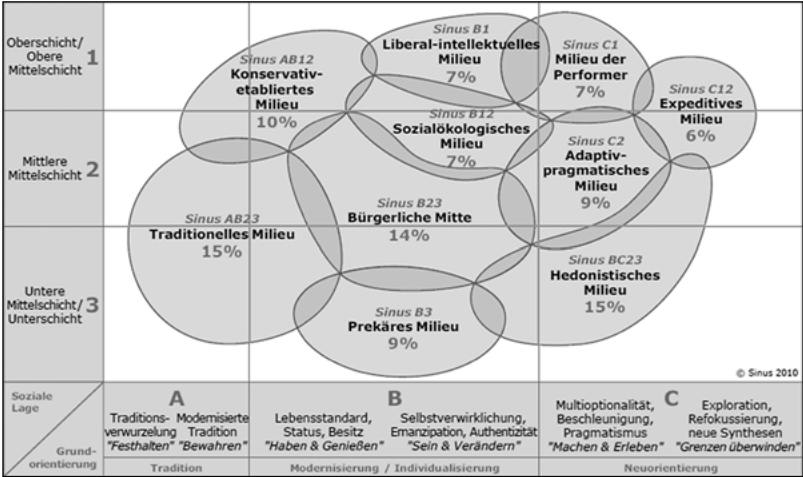 Oberschicht/
Obere
Mittelschicht
1
Mittlere
Mittelschicht
2
Untere
Mittelschicht/
Unterschicht
3
Sinus AB12
Konservativ-
etabliertes
Milieu
10%
Sinus B1
Liberal-intellektuelles
Milieu
7%
Sinus C1
Milieu der
Performer
7%
Sinus C12
Expeditives
Milieu
6%
Sinus B12
Sozialökologisches
Milieu
7%
Sinus C2
Adaptiv-
pragmatisches
Milieu
9%
Sinus AB23
Traditionelles Milieu
15%
Sinus B23
Bürgerliche Mitte
14%
Sinus BC23
Hedonistisches
Milieu
15%
Sinus B3
Prekäres Milieu
9%
© Sinus 2010
Soziale
Lage
Grund-
orientierung
A
Traditions-
verwurzelung
"Festhalten"
Modernisierte
Tradition
"Bewahren"
Tradition
B
Lebensstandard,
Status, Besitz
"Haben & Genießen"
Selbstverwirklichung,
Emanzipation, Authentizität
"Sein & Verändern"
Modernisierung / Individualisierung
C
Multioptionalität,
Beschleunigung,
Pragmatismus
"Machen & Erleben"
Exploration,
Refokussierung,
neue Synthesen
"Grenzen überwinden"
Neuorientierung